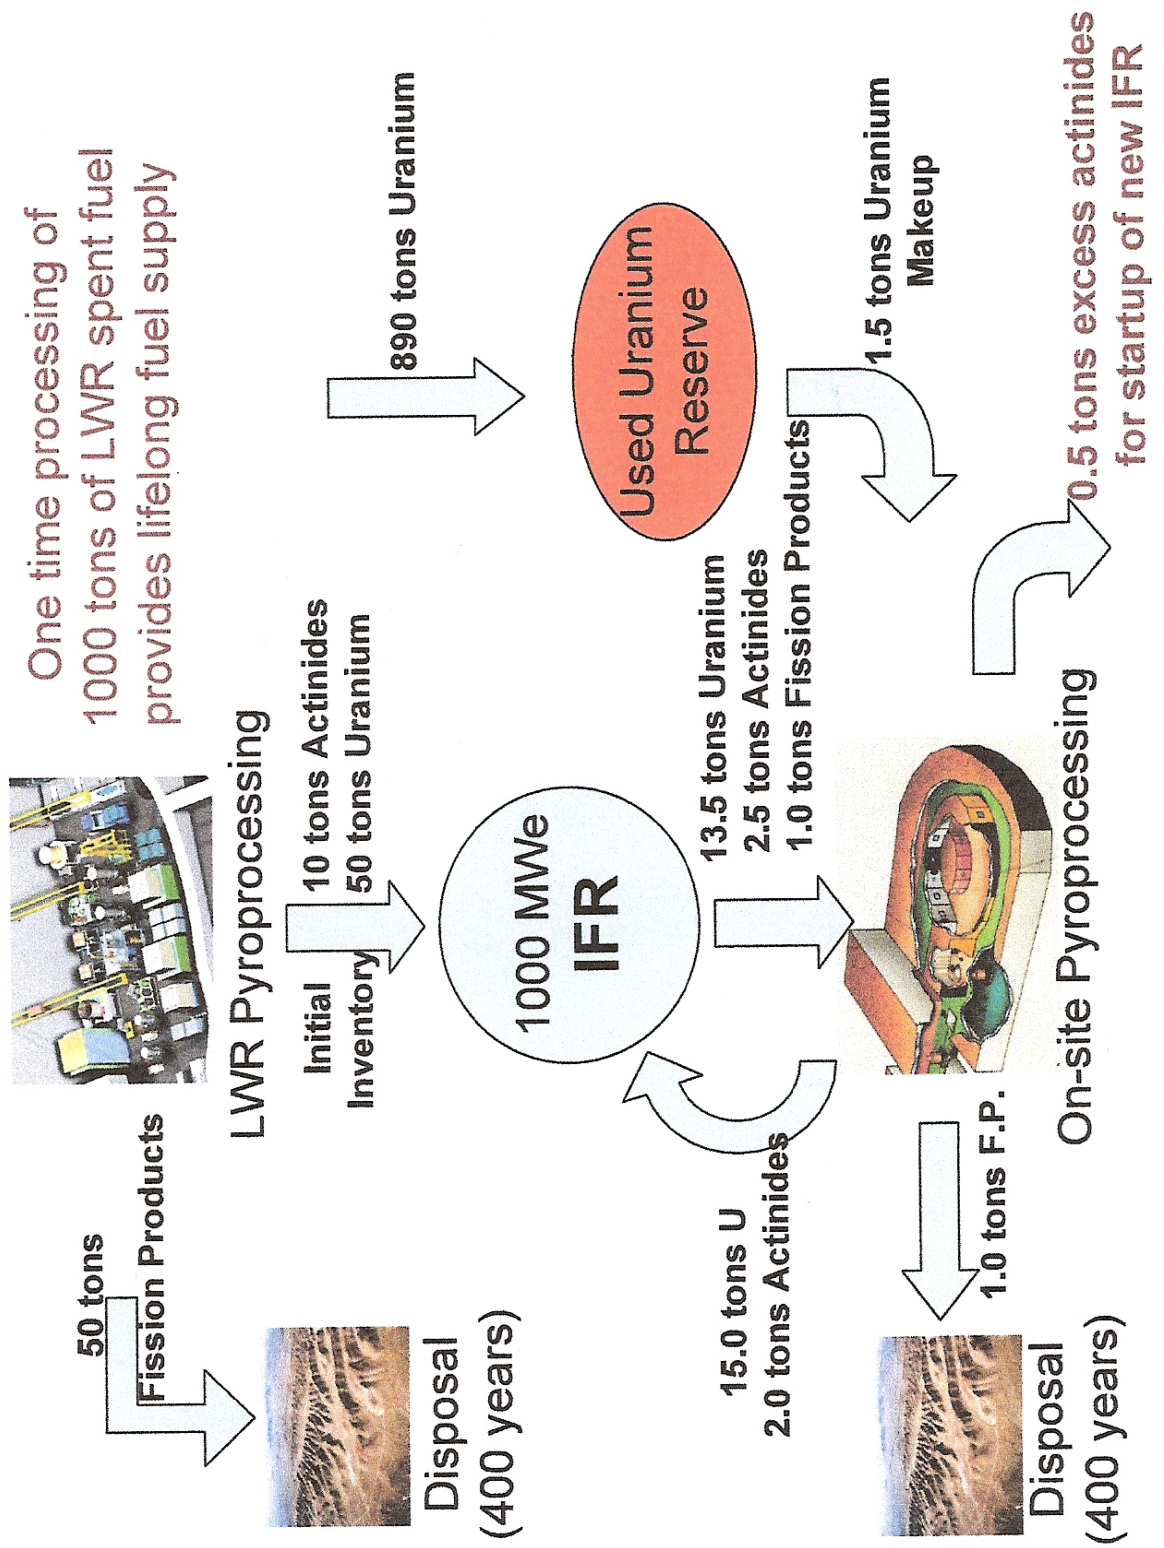 One time processing of
1000 tons of LWR spent fuel
provides lifelong fuel supply
50 tons
Fission Products
LWR Pyroprocessing
Disposal
(400 years)
Initial
Inventory
10 tons Actinides
50 tons Uranium
890 tons Uranium
1000 MWe
IFR
Used Uranium
Reserve
15.0 tons U
2.0 tons Actinides
13.5 tons Uranium
2.5 tons Actinides
1.0 tons Fission Products
1.5 tons Uranium
Makeup
1.0 tons F.P.
Disposal
(400 years)
On-site Pyroprocessing
0.5 tons excess actinides
for startup of new IFR